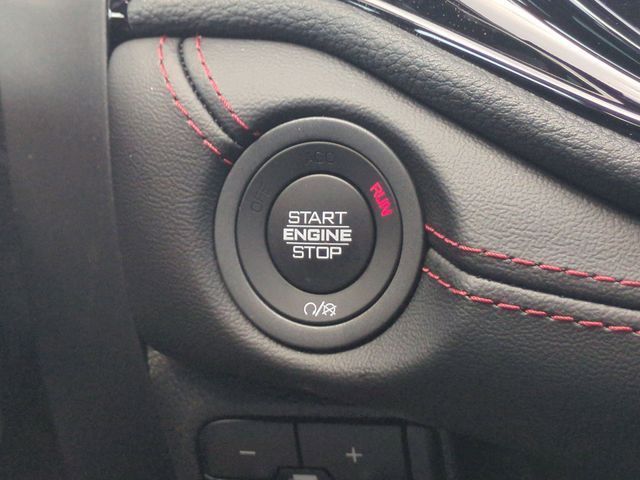 OFF
ACC
RUN
START
ENGINE
STOP
-
+